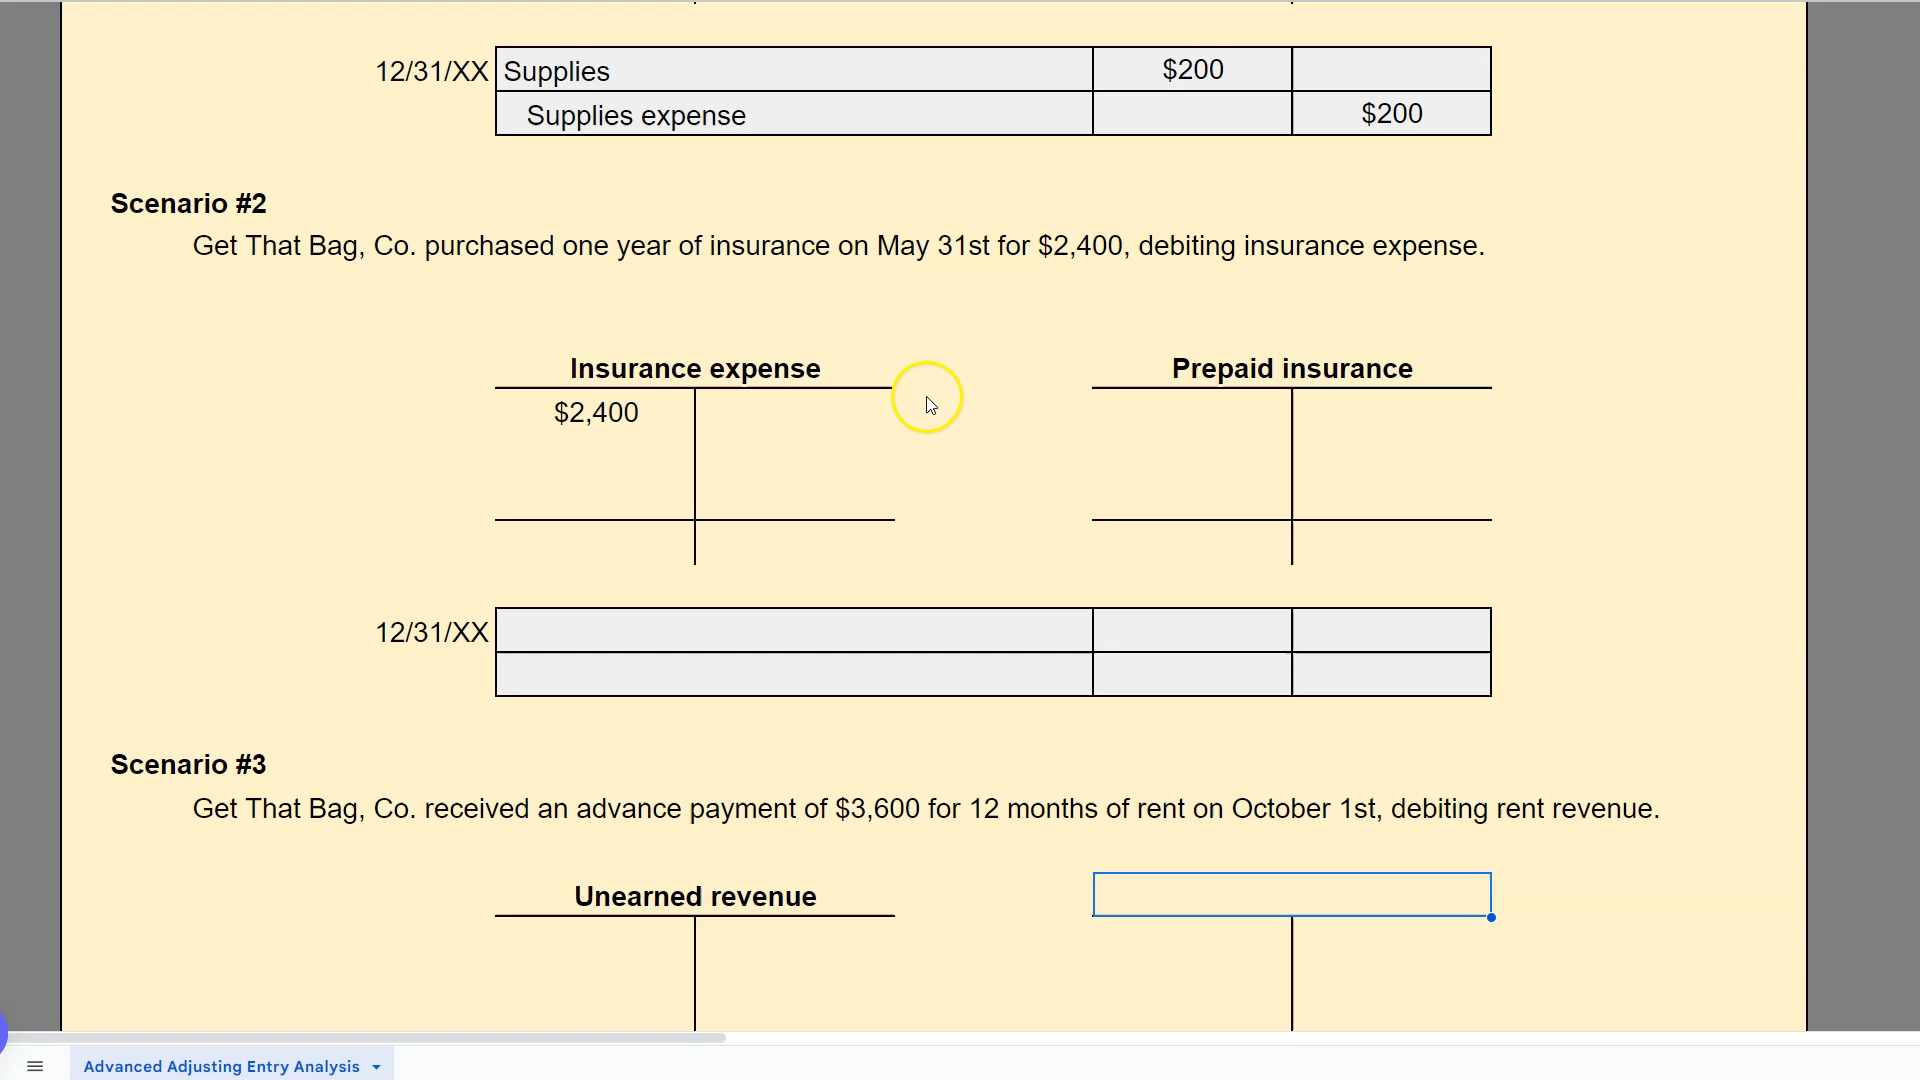 12/31/XX Supplies $200
Supplies expense $200
Scenario #2
Get That Bag, Co. purchased one year of insurance on May 31st for $2,400, debiting insurance expense.
Insurance expense Prepaid insurance
$2,400
12/31/XX
Scenario #3
Get That Bag, Co. received an advance payment of $3,600 for 12 months of rent on October 1st, debiting rent revenue.
Unearned revenue
Advanced Adjusting Entry Analysis